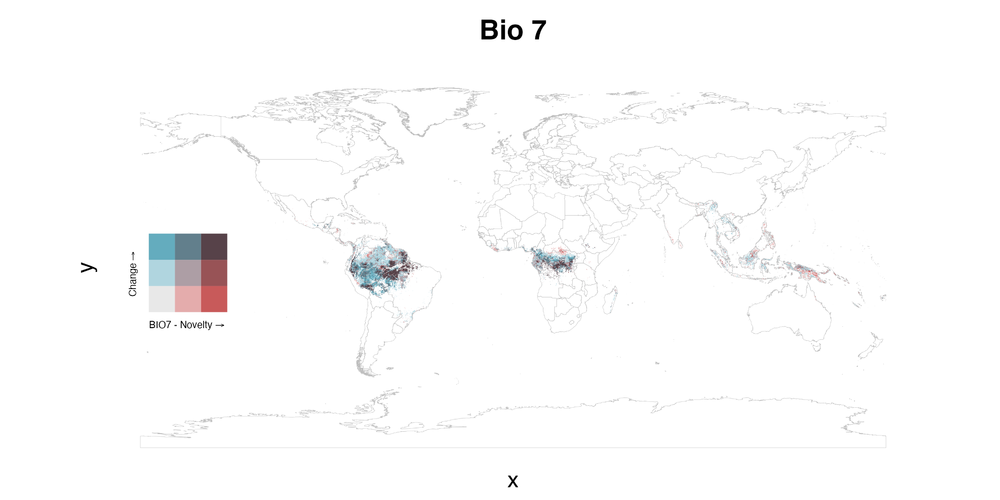 Bio 7
y
Change →
BIO7 - Novelty →
x